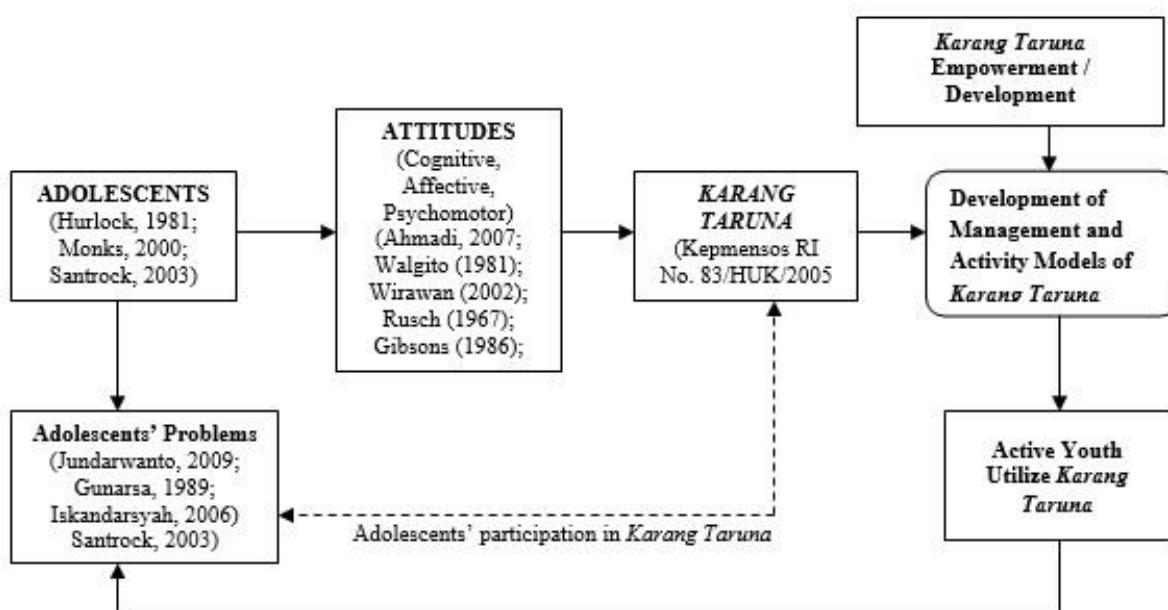 Karang Taruna
Empowerment /
Development
ATTITUDES
(Cognitive,
Affective,
Psychomotor)
(Ahmadi, 2007;
Walgito (1981);
Wirawan (2002);
Rusch (1967);
Gibsons (1986);
ADOLESCENTS
(Hurlock, 1981;
Monks, 2000;
Santrock, 2003)
KARANG
TARUNA
(Kepmensos RI
No. 83/HUK/2005
Development of
Management and
Activity Models of
Karang Taruna
Adolescents' Problems
(Jundarwanto, 2009;
Gunarsa, 1989;
Iskandarsyah, 2006)
Santrock, 2003)
Adolescents' participation in Karang Taruna
Active Youth
Utilize Karang
Taruna